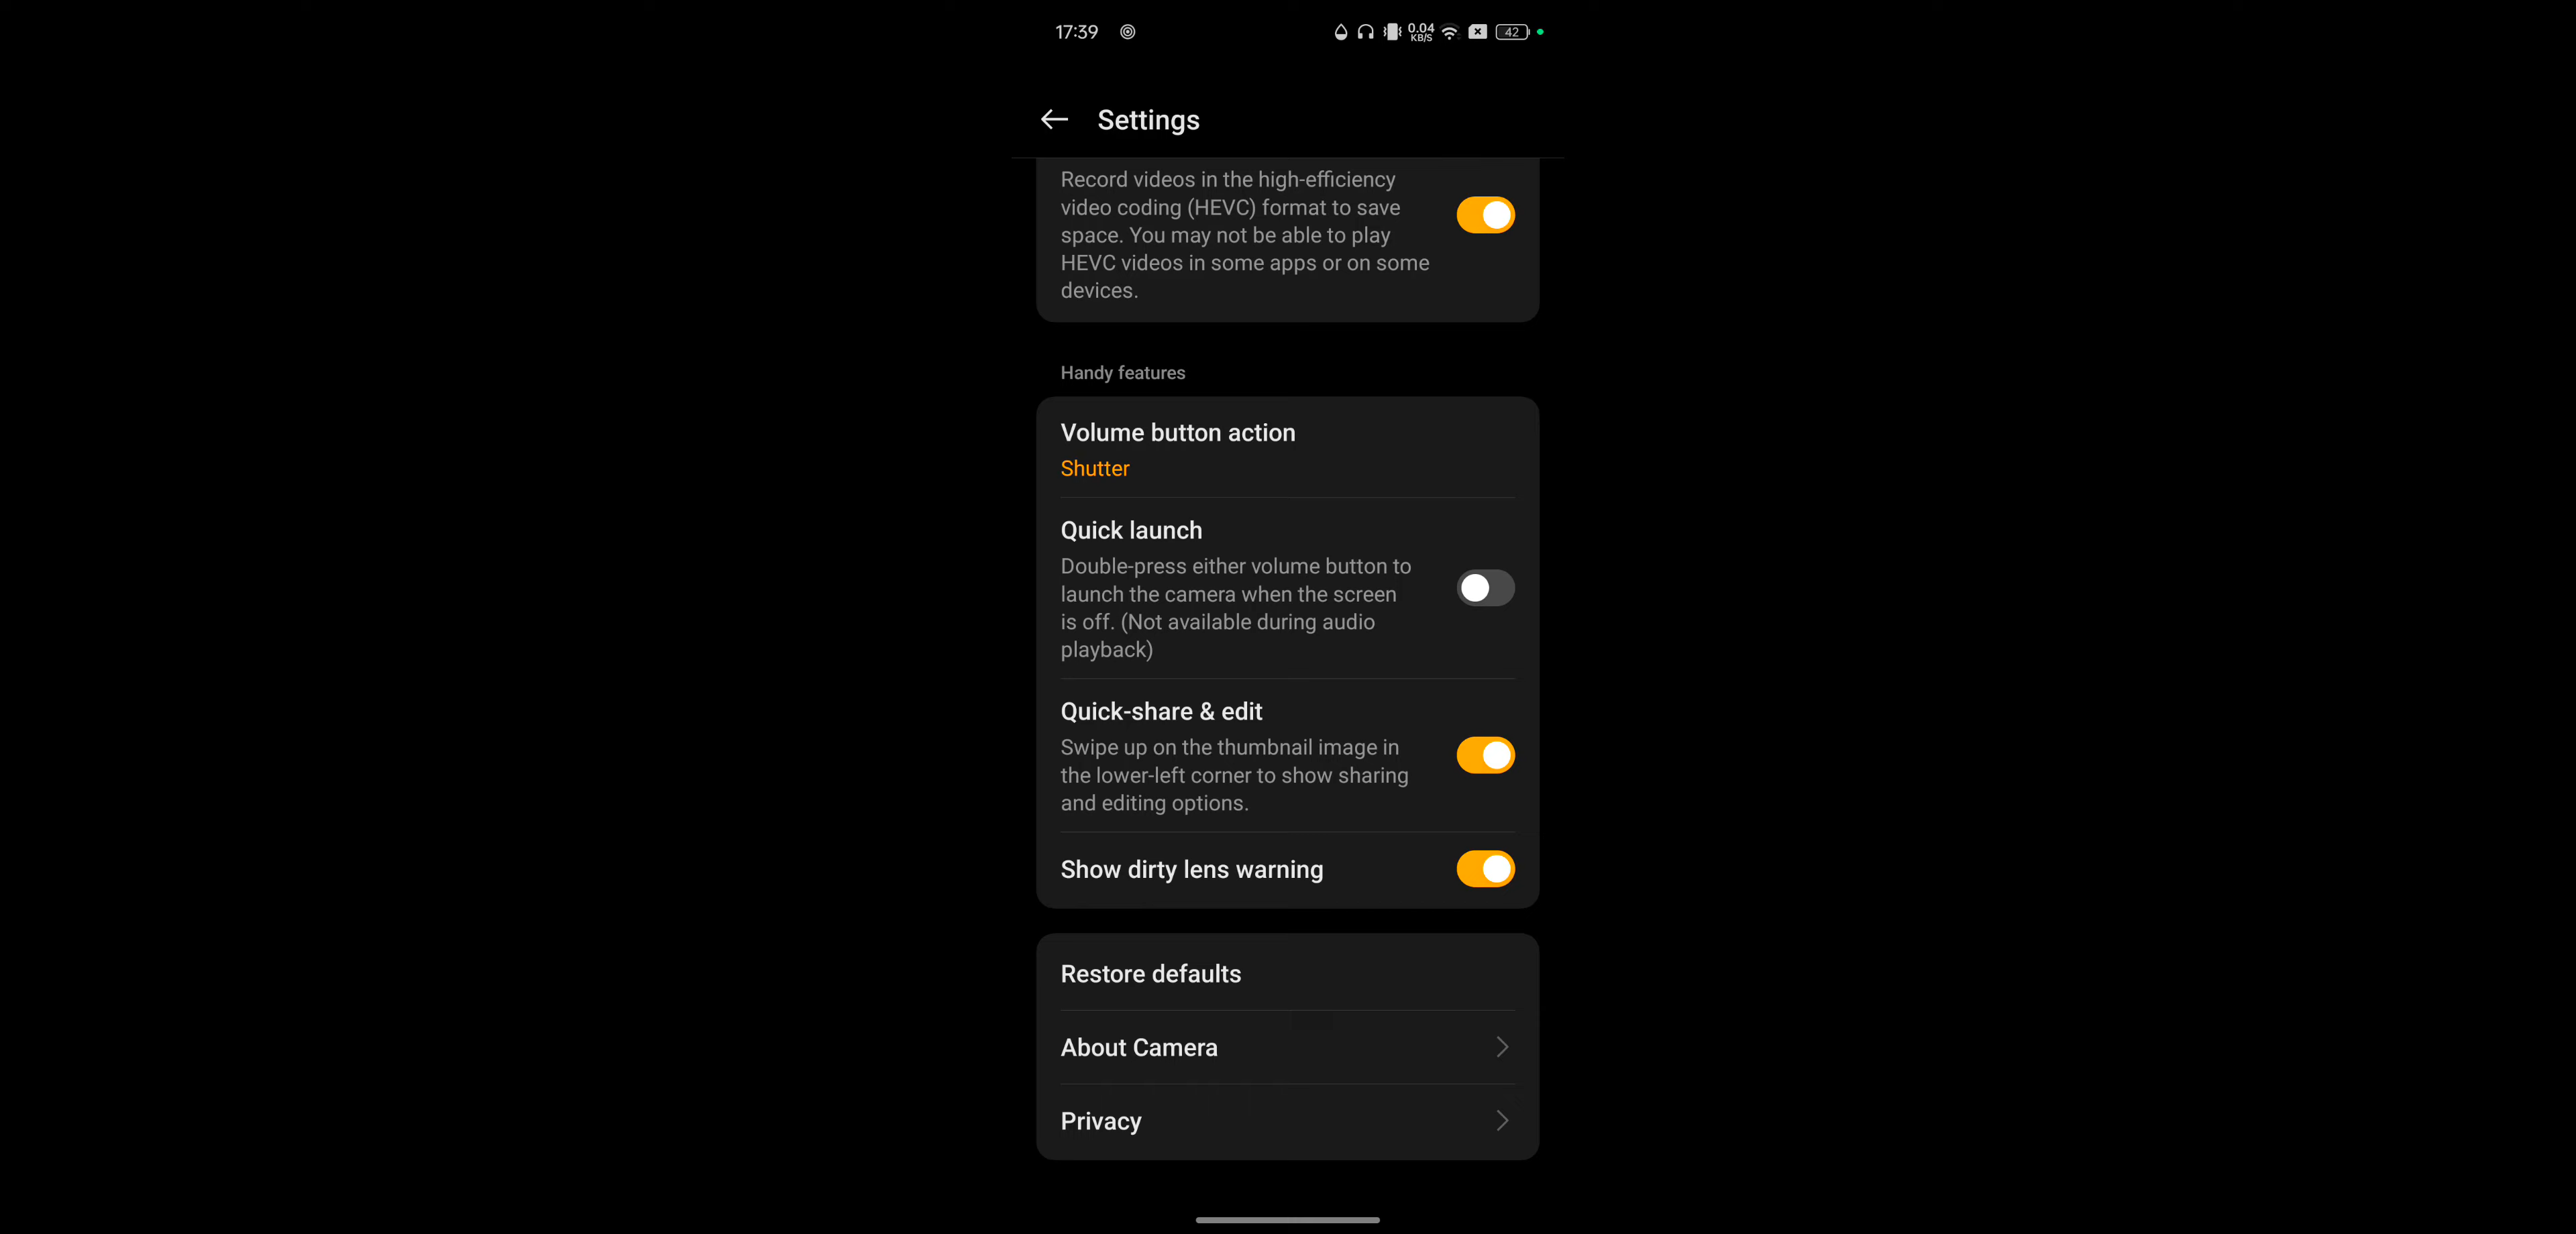 17:39
0.04
KB/S
42
Settings
Record videos in the high-efficiency
video coding (HEVC) format to save
space. You may not be able to play
HEVC videos in some apps or on some
devices.
Handy features
Volume button action
Shutter
Quick launch
Double-press either volume button to
launch the camera when the screen
is off. (Not available during audio
playback)
Quick-share & edit
Swipe up on the thumbnail image in
the lower-left corner to show sharing
and editing options.
Show dirty lens warning
Restore defaults
About Camera
Privacy